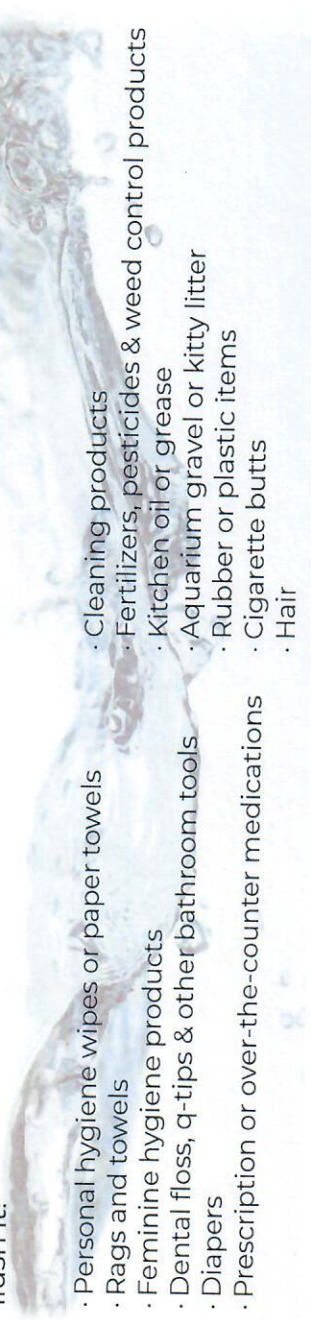 flush it.
· Personal hygiene wipes or paper towels
· Rags and towels
· Feminine hygiene products
· Dental floss, q-tips & other bathroom tools
· Diapers
· Prescription or over-the-counter medications
· Cleaning products
· Fertilizers, pesticides & weed control products
· Kitchen oil or grease
· Aquarium gravel or kitty litter
· Rubber or plastic items
· Cigarette butts
· Hair